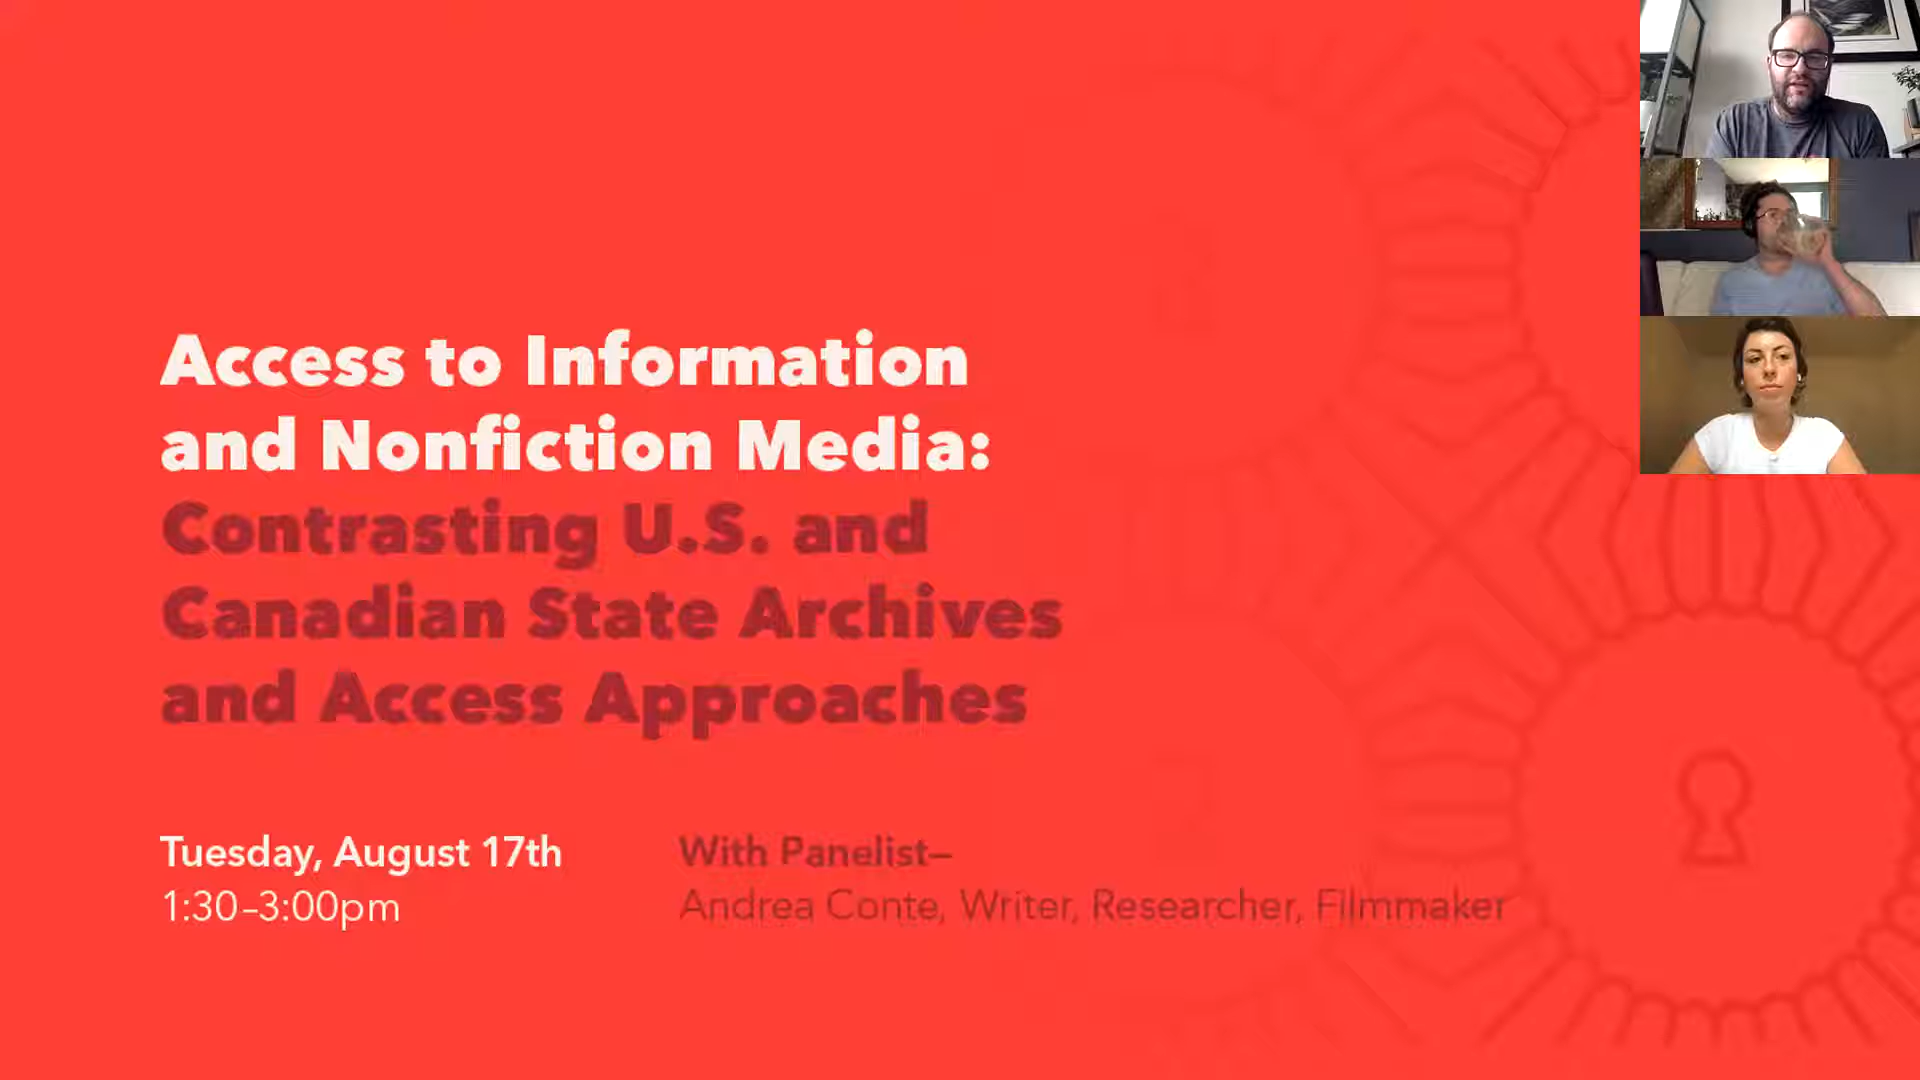 Access to Information
and Nonfiction Media:
Contrasting U.S. and
Canadian State Archives
and Access Approaches
Tuesday, August 17th
1:30–3:00pm
With Panelist—
Andrea Conte, Writer, Researcher, Filmmaker